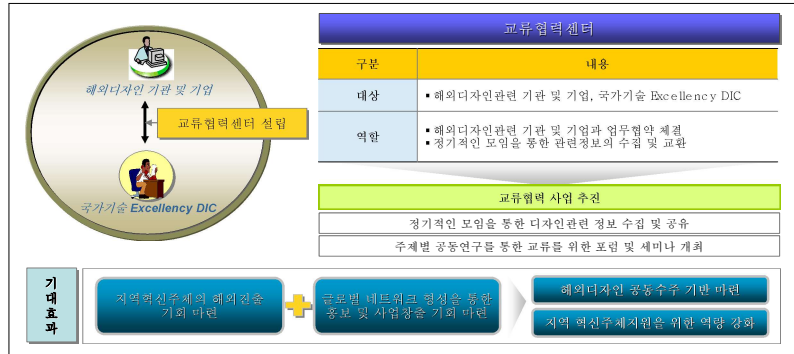 해외디자인 기관 및 기업
교류협력센터 설립
국가기술 Excellency DIC
교류협력센터
구분
내용
대상
▪ 해외디자인관련 기관 및 기업, 국가기술 Excellency DIC
역할
▪ 해외디자인관련 기관 및 기업과 업무협약 체결
▪ 정기적인 모임을 통한 관련정보의 수집 및 교환
교류협력 사업 추진
정기적인 모임을 통한 디자인관련 정보 수집 및 공유
주제별 공동연구를 통한 교류를 위한 포럼 및 세미나 개최
기
대
효
과
지역혁신주체의 해외진출
기회 마련
글로벌 네트워크 형성을 통한
홍보 및 사업창출 기회 마련
해외디자인 공동수주 기반 마련
지역 혁신주체지원을 위한 역량 강화